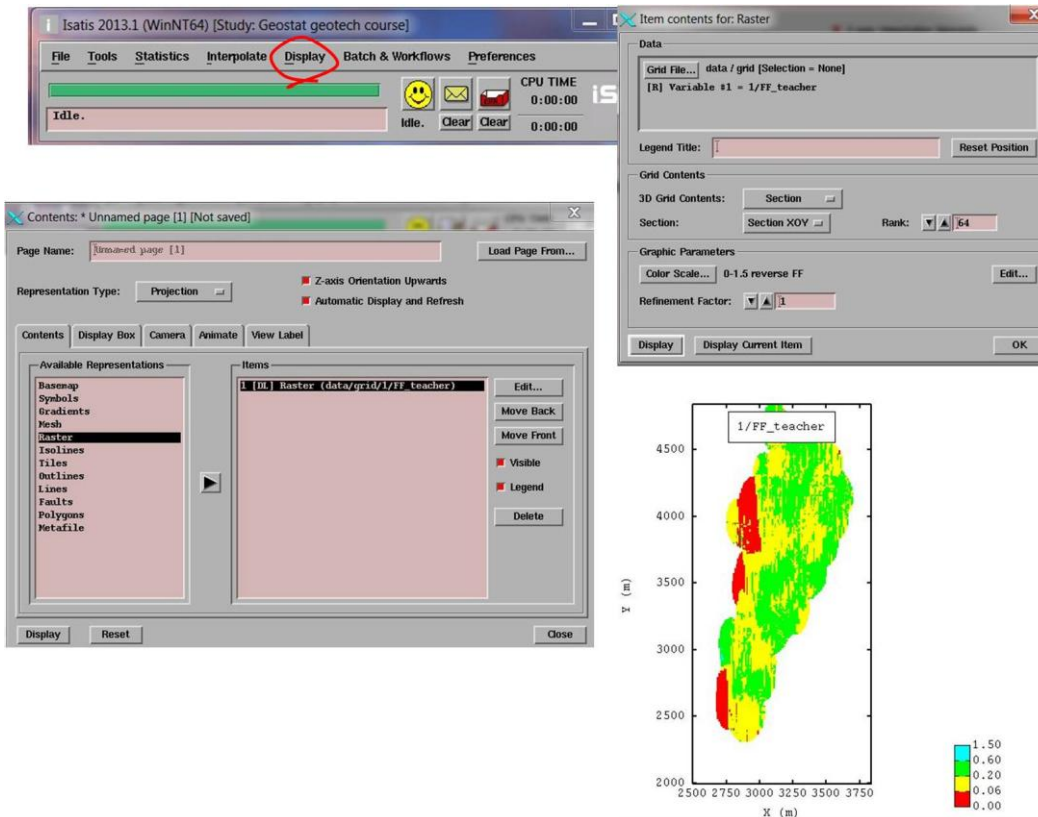 Isatis 2013.1 (WinNT64) [Study: Geostat geotech course]
File Tools Statistics Interpolate Display Batch & Workflows Preferences
CPU TIME
0:00:00
Idle.
Idle. Clear Clear 0:00:00
Item contents for: Raster
Data
Grid File... data / grid [Selection = None]
[R] Variable #1 = 1/FF_teacher
Legend Title: Reset Position
Grid Contents
3D Grid Contents: Section
Section: Section XOY Rank: 64
Graphic Parameters
Color Scale... 0-1.5 reverse FF Edit...
Refinement Factor: 1
Display Display Current Item OK
Contents: * Unnamed page [1] [Not saved]
Page Name: Unnamed page [1] Load Page From...
Representation Type: Projection
Z-axis Orientation Upwards
Automatic Display and Refresh
Contents Display Box Camera Animate View Label
Available Representations
Basemap
Symbols
Gradients
Mesh
Raster
Isolines
Tiles
Outlines
Lines
Faults
Polygons
Metafile
Items
1 [DL] Raster (data/grid/1/FF_teacher)
Edit...
Move Back
Move Front
Visible
Legend
Delete
Display Reset Close
1/FF_teacher
4500
4000
3500
3000
2500
2000
Y (m)
2500 2750 3000 3250 3500 3750
X (m)
1.50
0.60
0.20
0.06
0.00